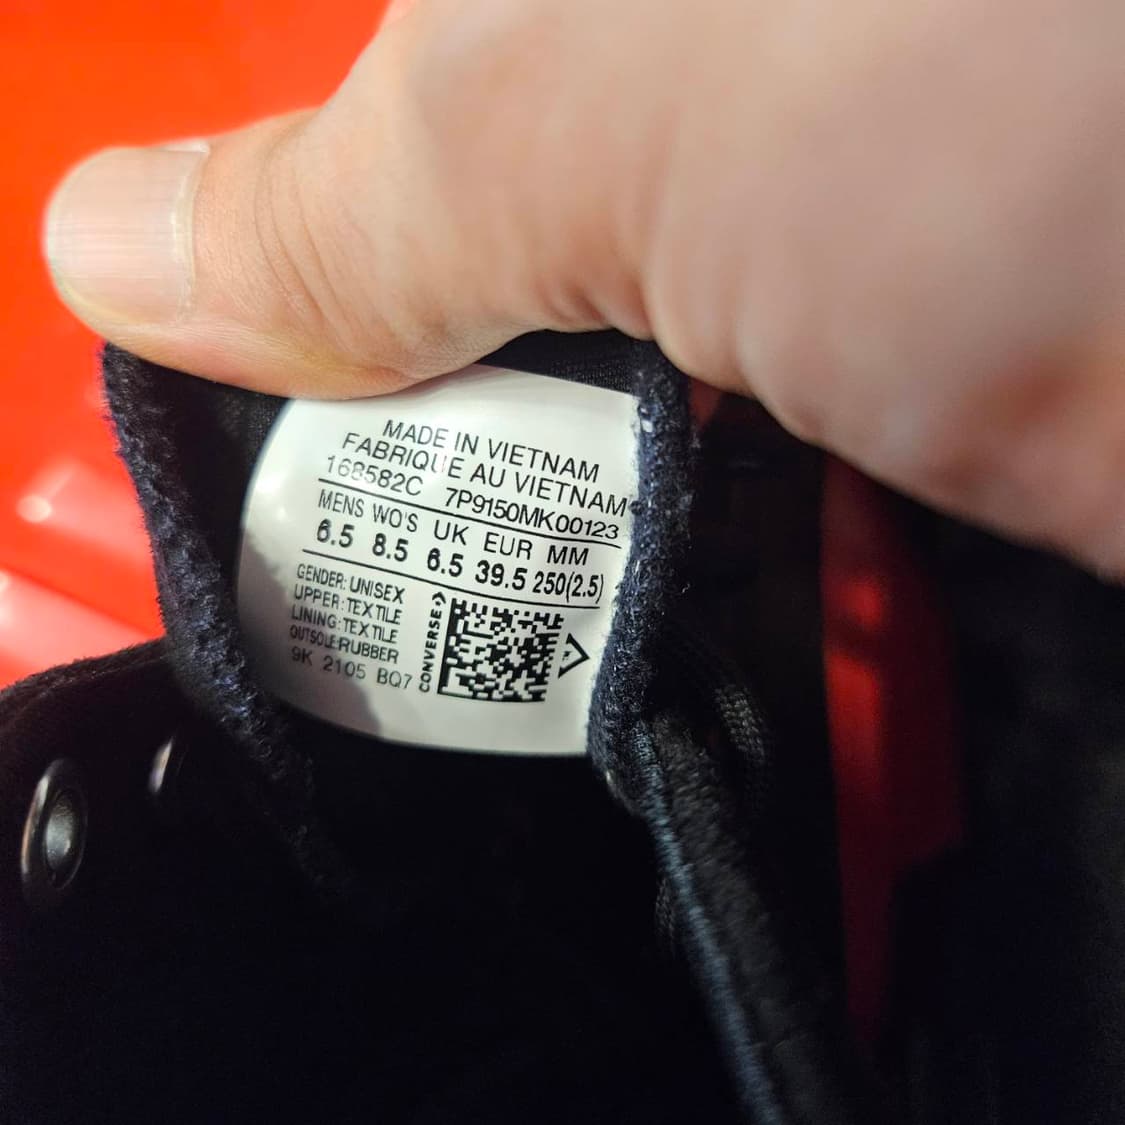 MADE IN VIETNAM
FABRIQUE AU VIETNAM
168582C 7P9150MK00123
MENS WO'S UK EUR MM
6.5 8.5 6.5 39.5 250(2.5)
GENDER: UNISEX
UPPER: TEXTILE
LINING: TEXTILE
OUTSOLE: RUBBER
9K 2105 BQ7
CONVERSE